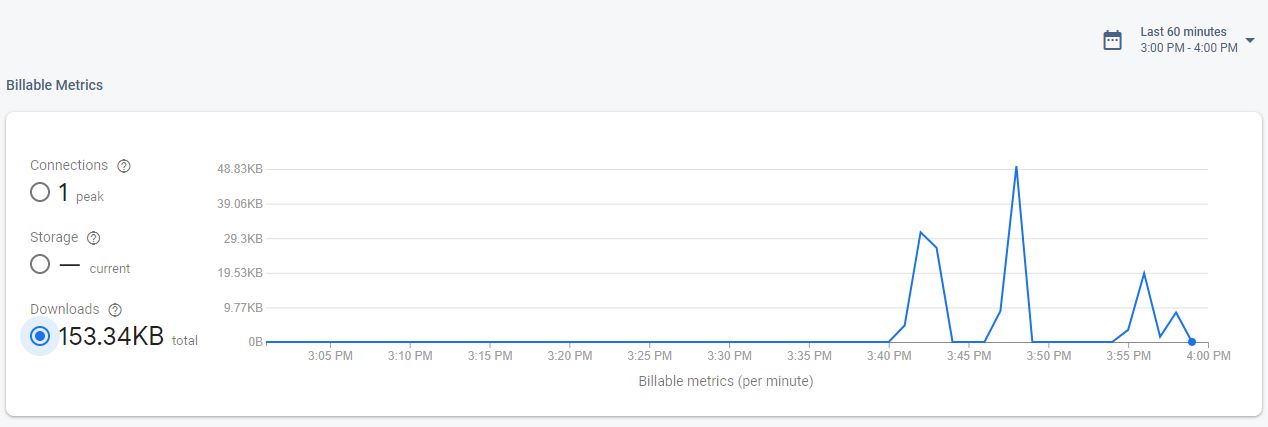 Last 60 minutes
3:00 PM - 4:00 PM
Billable Metrics
Connections ?
1 peak
Storage ?
— current
Downloads ?
153.34KB total
48.83KB
39.06KB
29.3KB
19.53KB
9.77KB
0B
3:05 PM 3:10 PM 3:15 PM 3:20 PM 3:25 PM 3:30 PM 3:35 PM 3:40 PM 3:45 PM 3:50 PM 3:55 PM 4:00 PM
Billable metrics (per minute)